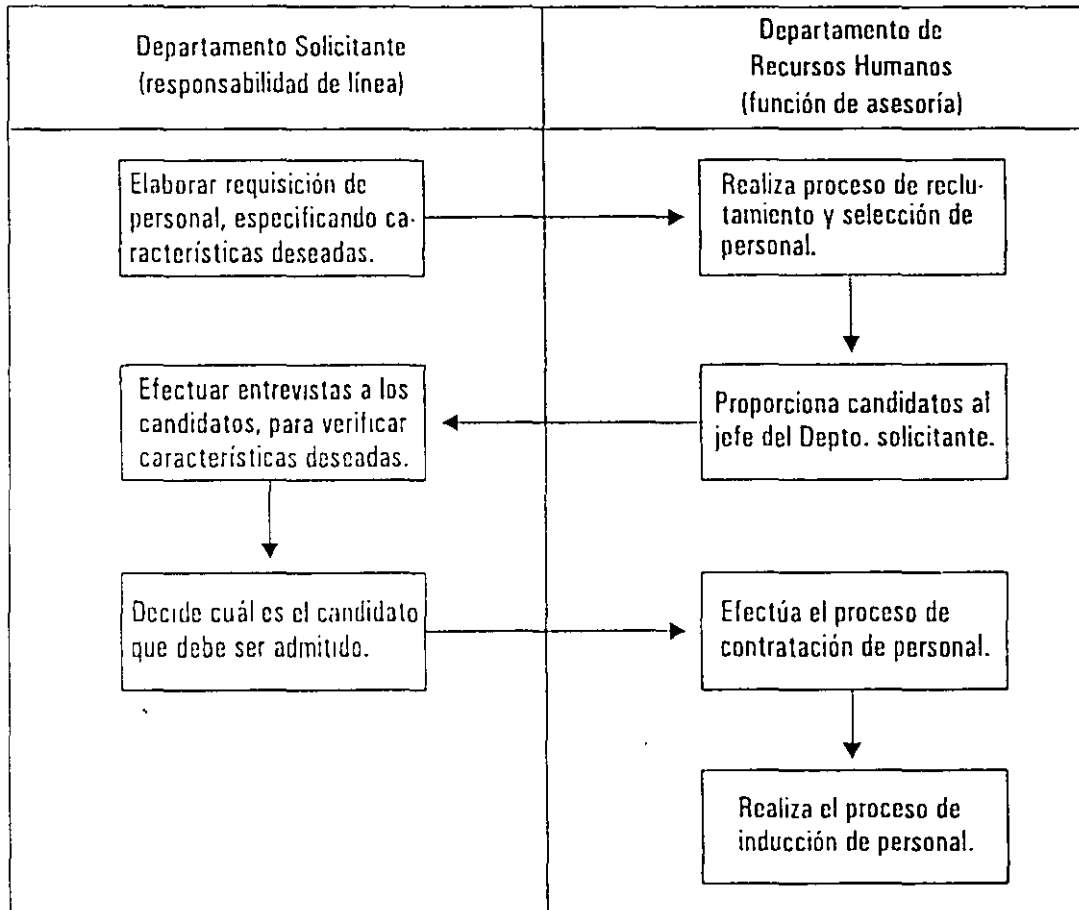 Departamento Solicitante
(responsabilidad de línea)
Departamento de
Recursos Humanos
(función de asesoría)
Elaborar requisición de
personal, especificando ca-
racterísticas deseadas.
Realiza proceso de reclu-
tamiento y selección de
personal.
Efectuar entrevistas a los
candidatos, para verificar
características deseadas.
Proporciona candidatos al
jefe del Depto. solicitante.
Decide cuál es el candidato
que debe ser admitido.
Efectúa el proceso de
contratación de personal.
Realiza el proceso de
inducción de personal.